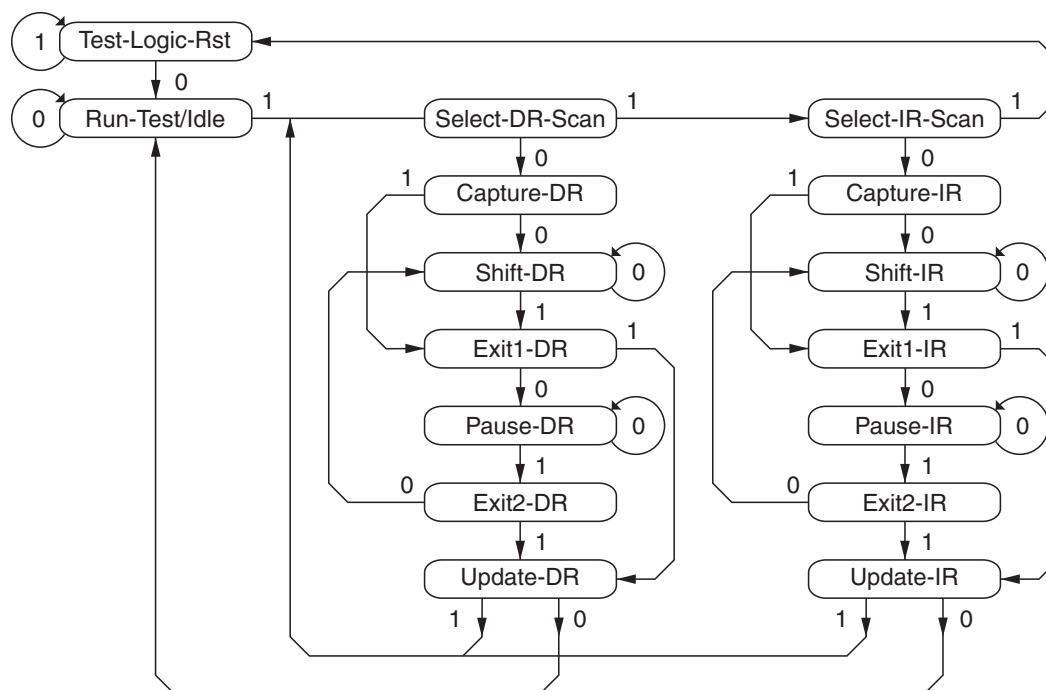 1 Test-Logic-Rst
0
0 Run-Test/Idle 1 Select-DR-Scan 1 Select-IR-Scan 1
0 0
1 Capture-DR 1 Capture-IR
0 0
Shift-DR 0 Shift-IR 0
1 1
Exit1-DR 1 Exit1-IR 1
0 0
Pause-DR 0 Pause-IR 0
1 1
0 Exit2-DR 0 Exit2-IR
1 1
Update-DR Update-IR
1 0 1 0